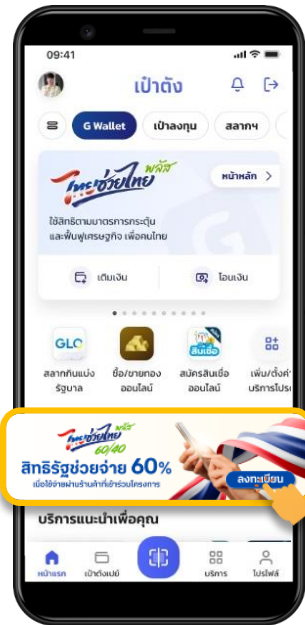 09:41
เป๋าตัง
G Wallet
เป๋าลงทุน
สลากฯ
ไทยช่วยไทย พลัส
หน้าหลัก >
ใช้สิทธิตามมาตรการกระตุ้น
และฟื้นฟูเศรษฐกิจ เพื่อคนไทย
เติมเงิน
โอนเงิน
GLO
สินเชื่อ
สลากกินแบ่ง
รัฐบาล
ซื้อ/ขายทอง
ออนไลน์
สมัครสินเชื่อ
ออนไลน์
เพิ่ม/ตั้งค่า
บริการโปร
ไทยช่วยไทย พลัส
60/40
สิทธิรัฐช่วยจ่าย 60%
เมื่อใช้จ่ายผ่านร้านค้าที่เข้าร่วมโครงการ
ลงทะเบียน
บริการแนะนำเพื่อคุณ
หน้าแรก
เป๋าตังเปย์
บริการ
โปรไฟล์